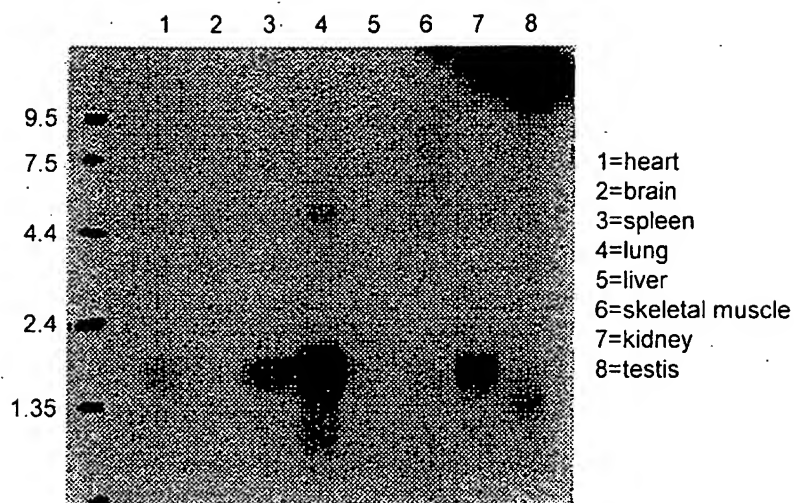 1 2 3 4 5 6 7 8
9.5
7.5
4.4
2.4
1.35
1=heart
2=brain
3=spleen
4=lung
5=liver
6=skeletal muscle
7=kidney
8=testis